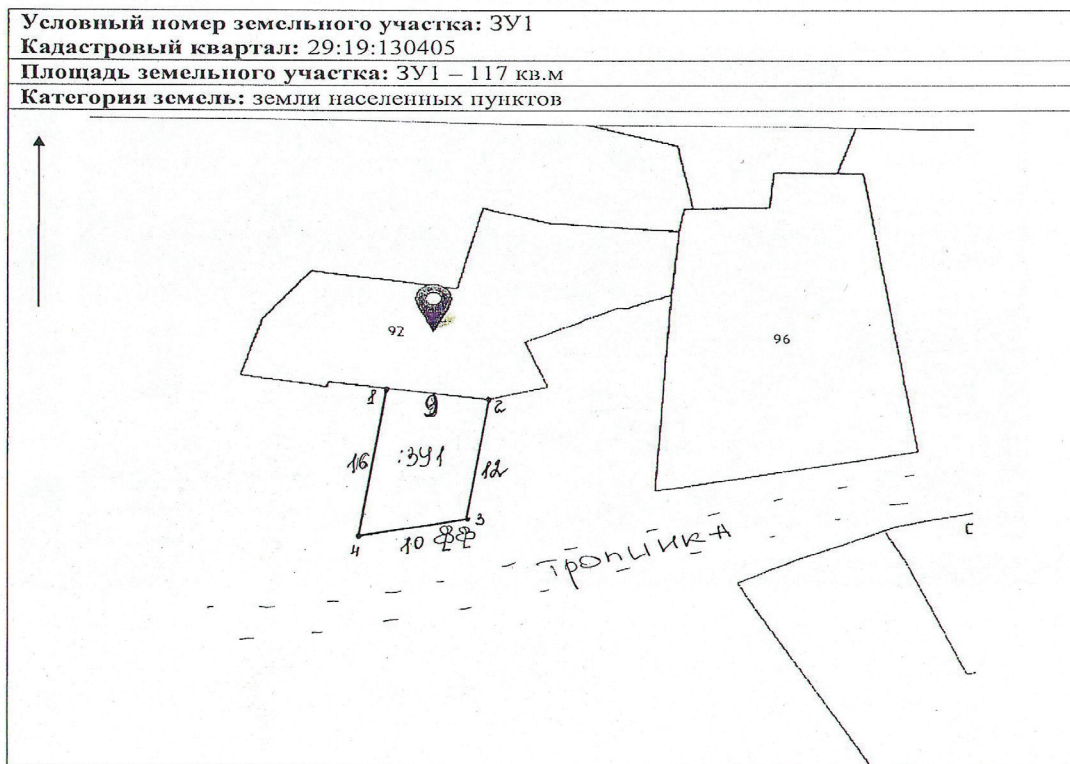 Условный номер земельного участка: ЗУ1
Кадастровый квартал: 29:19:130405
Площадь земельного участка: ЗУ1 – 117 кв.м
Категория земель: земли населенных пунктов
92
96
1
9
2
16
:ЗУ1
12
3
4
10
тропинка